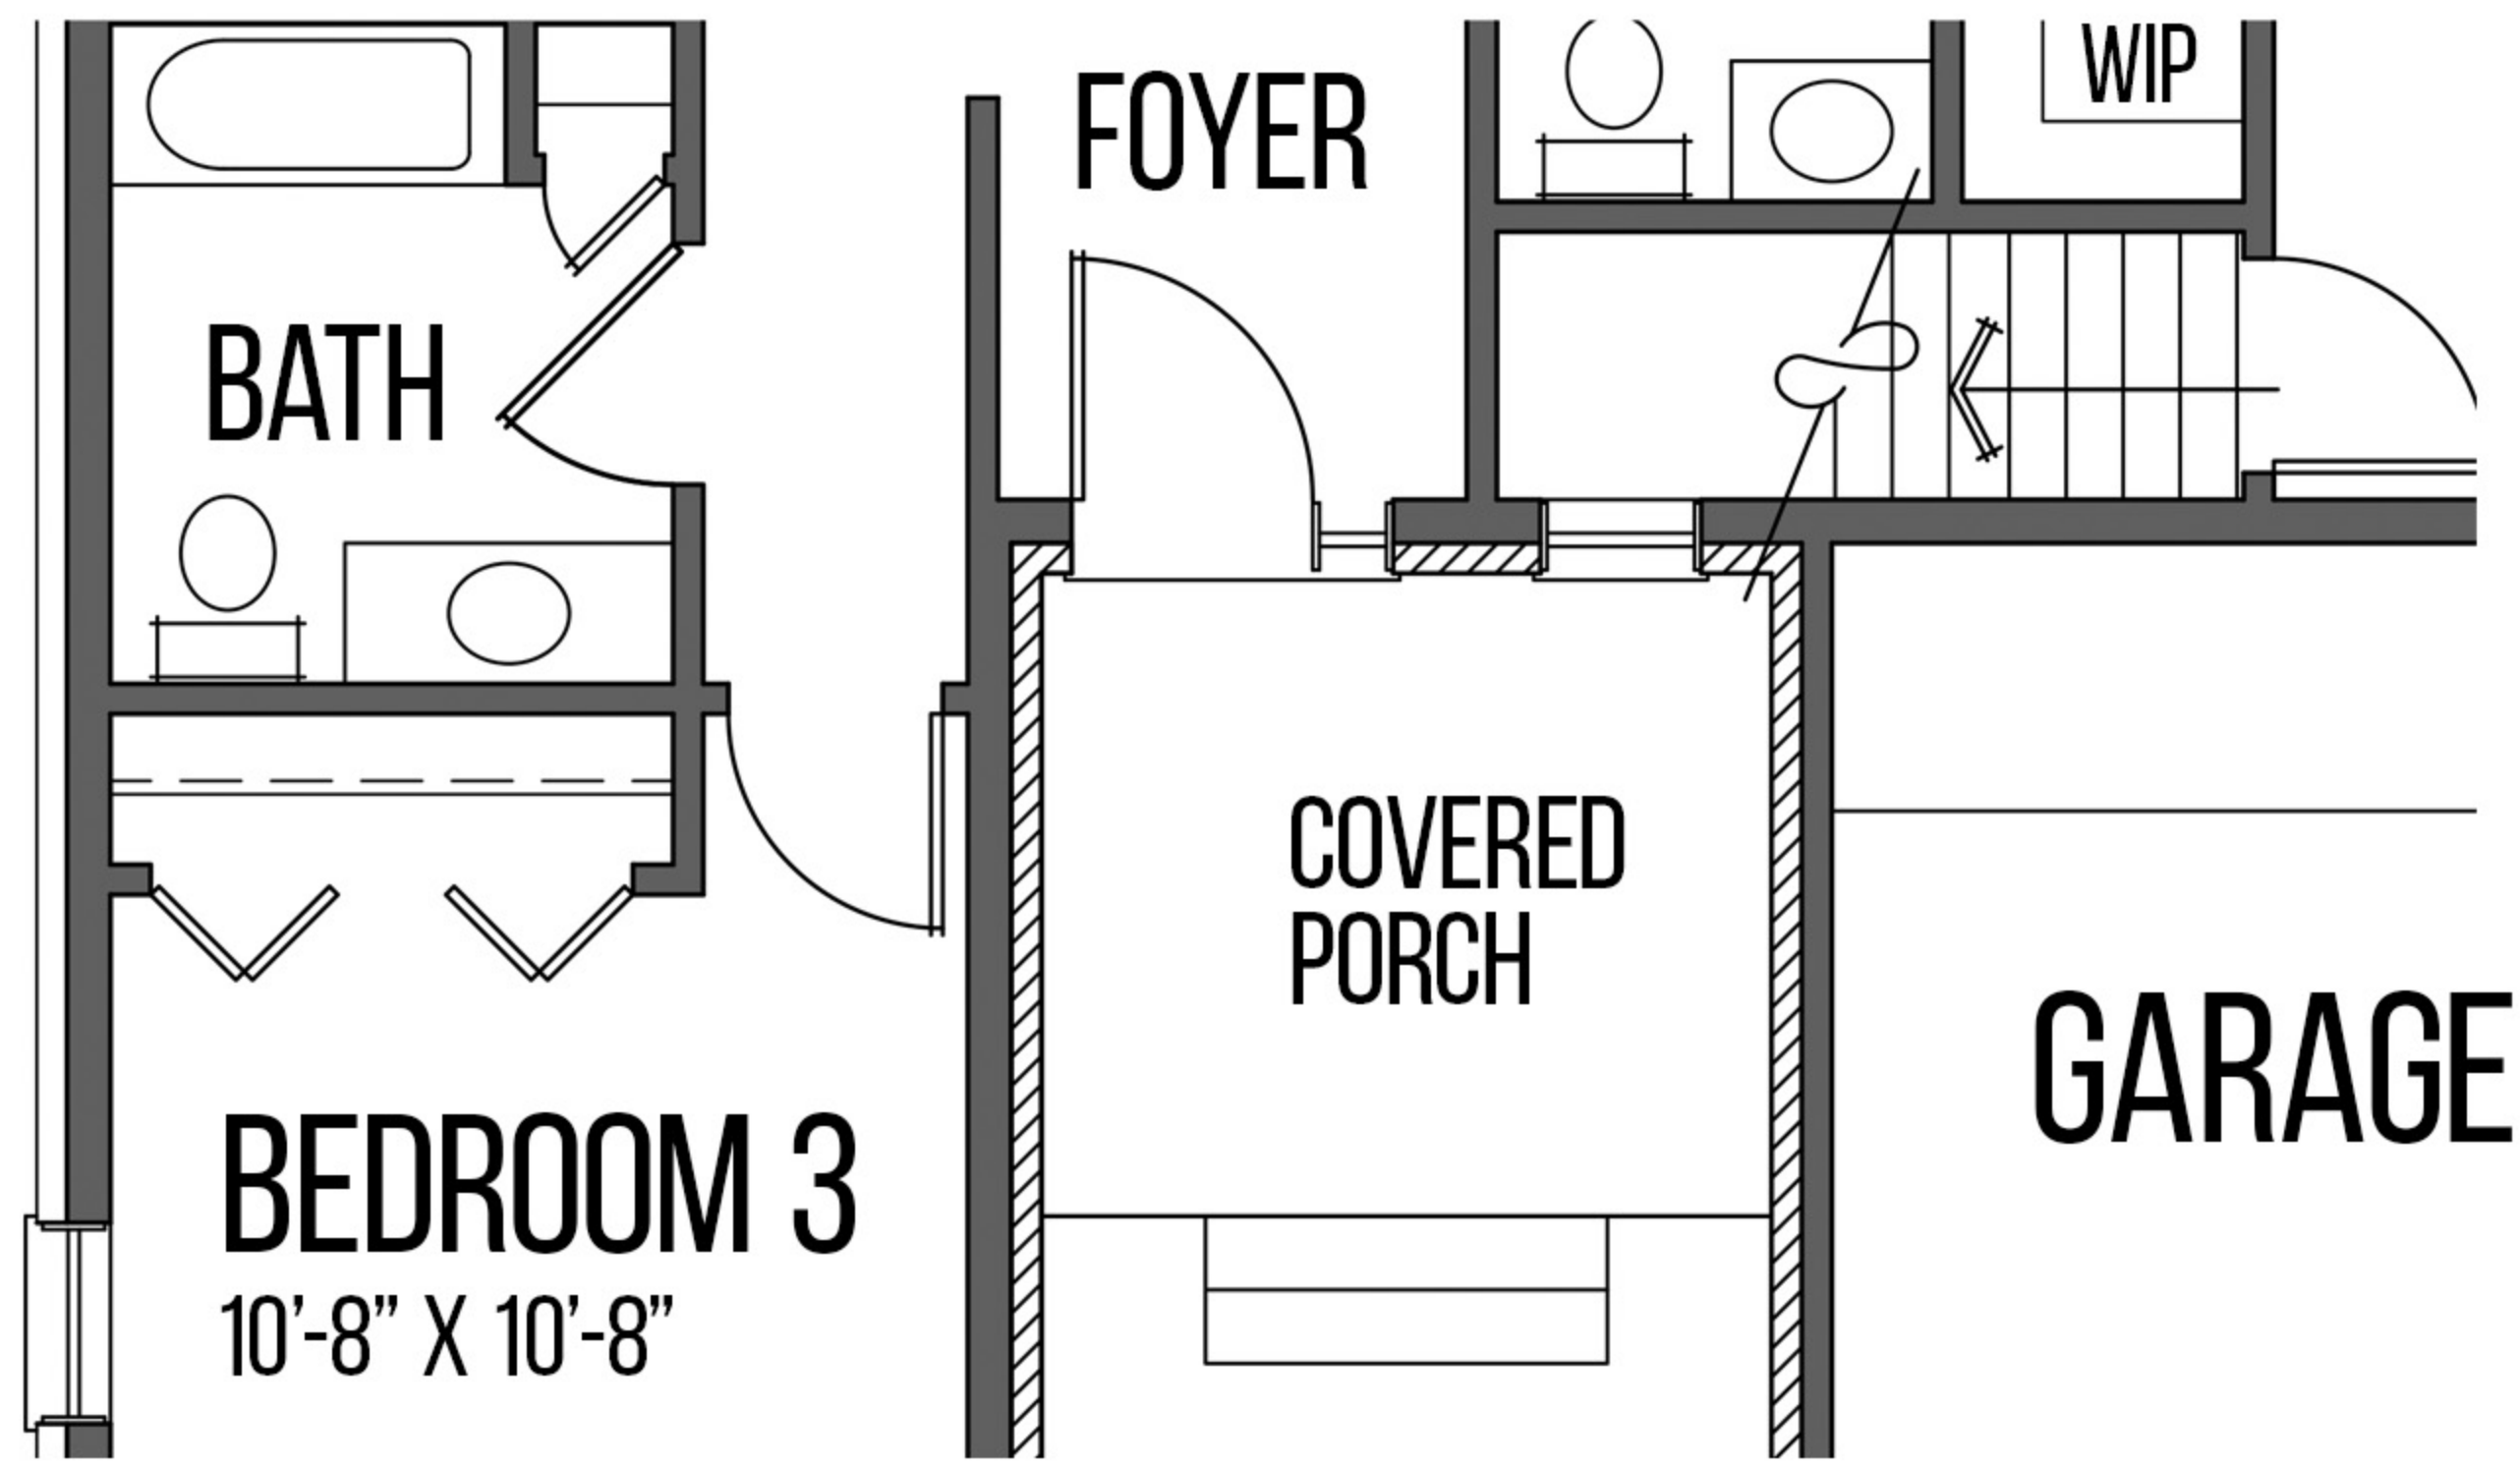 WIP
FOYER
BATH
COVERED
PORCH
GARAGE
BEDROOM 3
10’-8” X 10’-8”